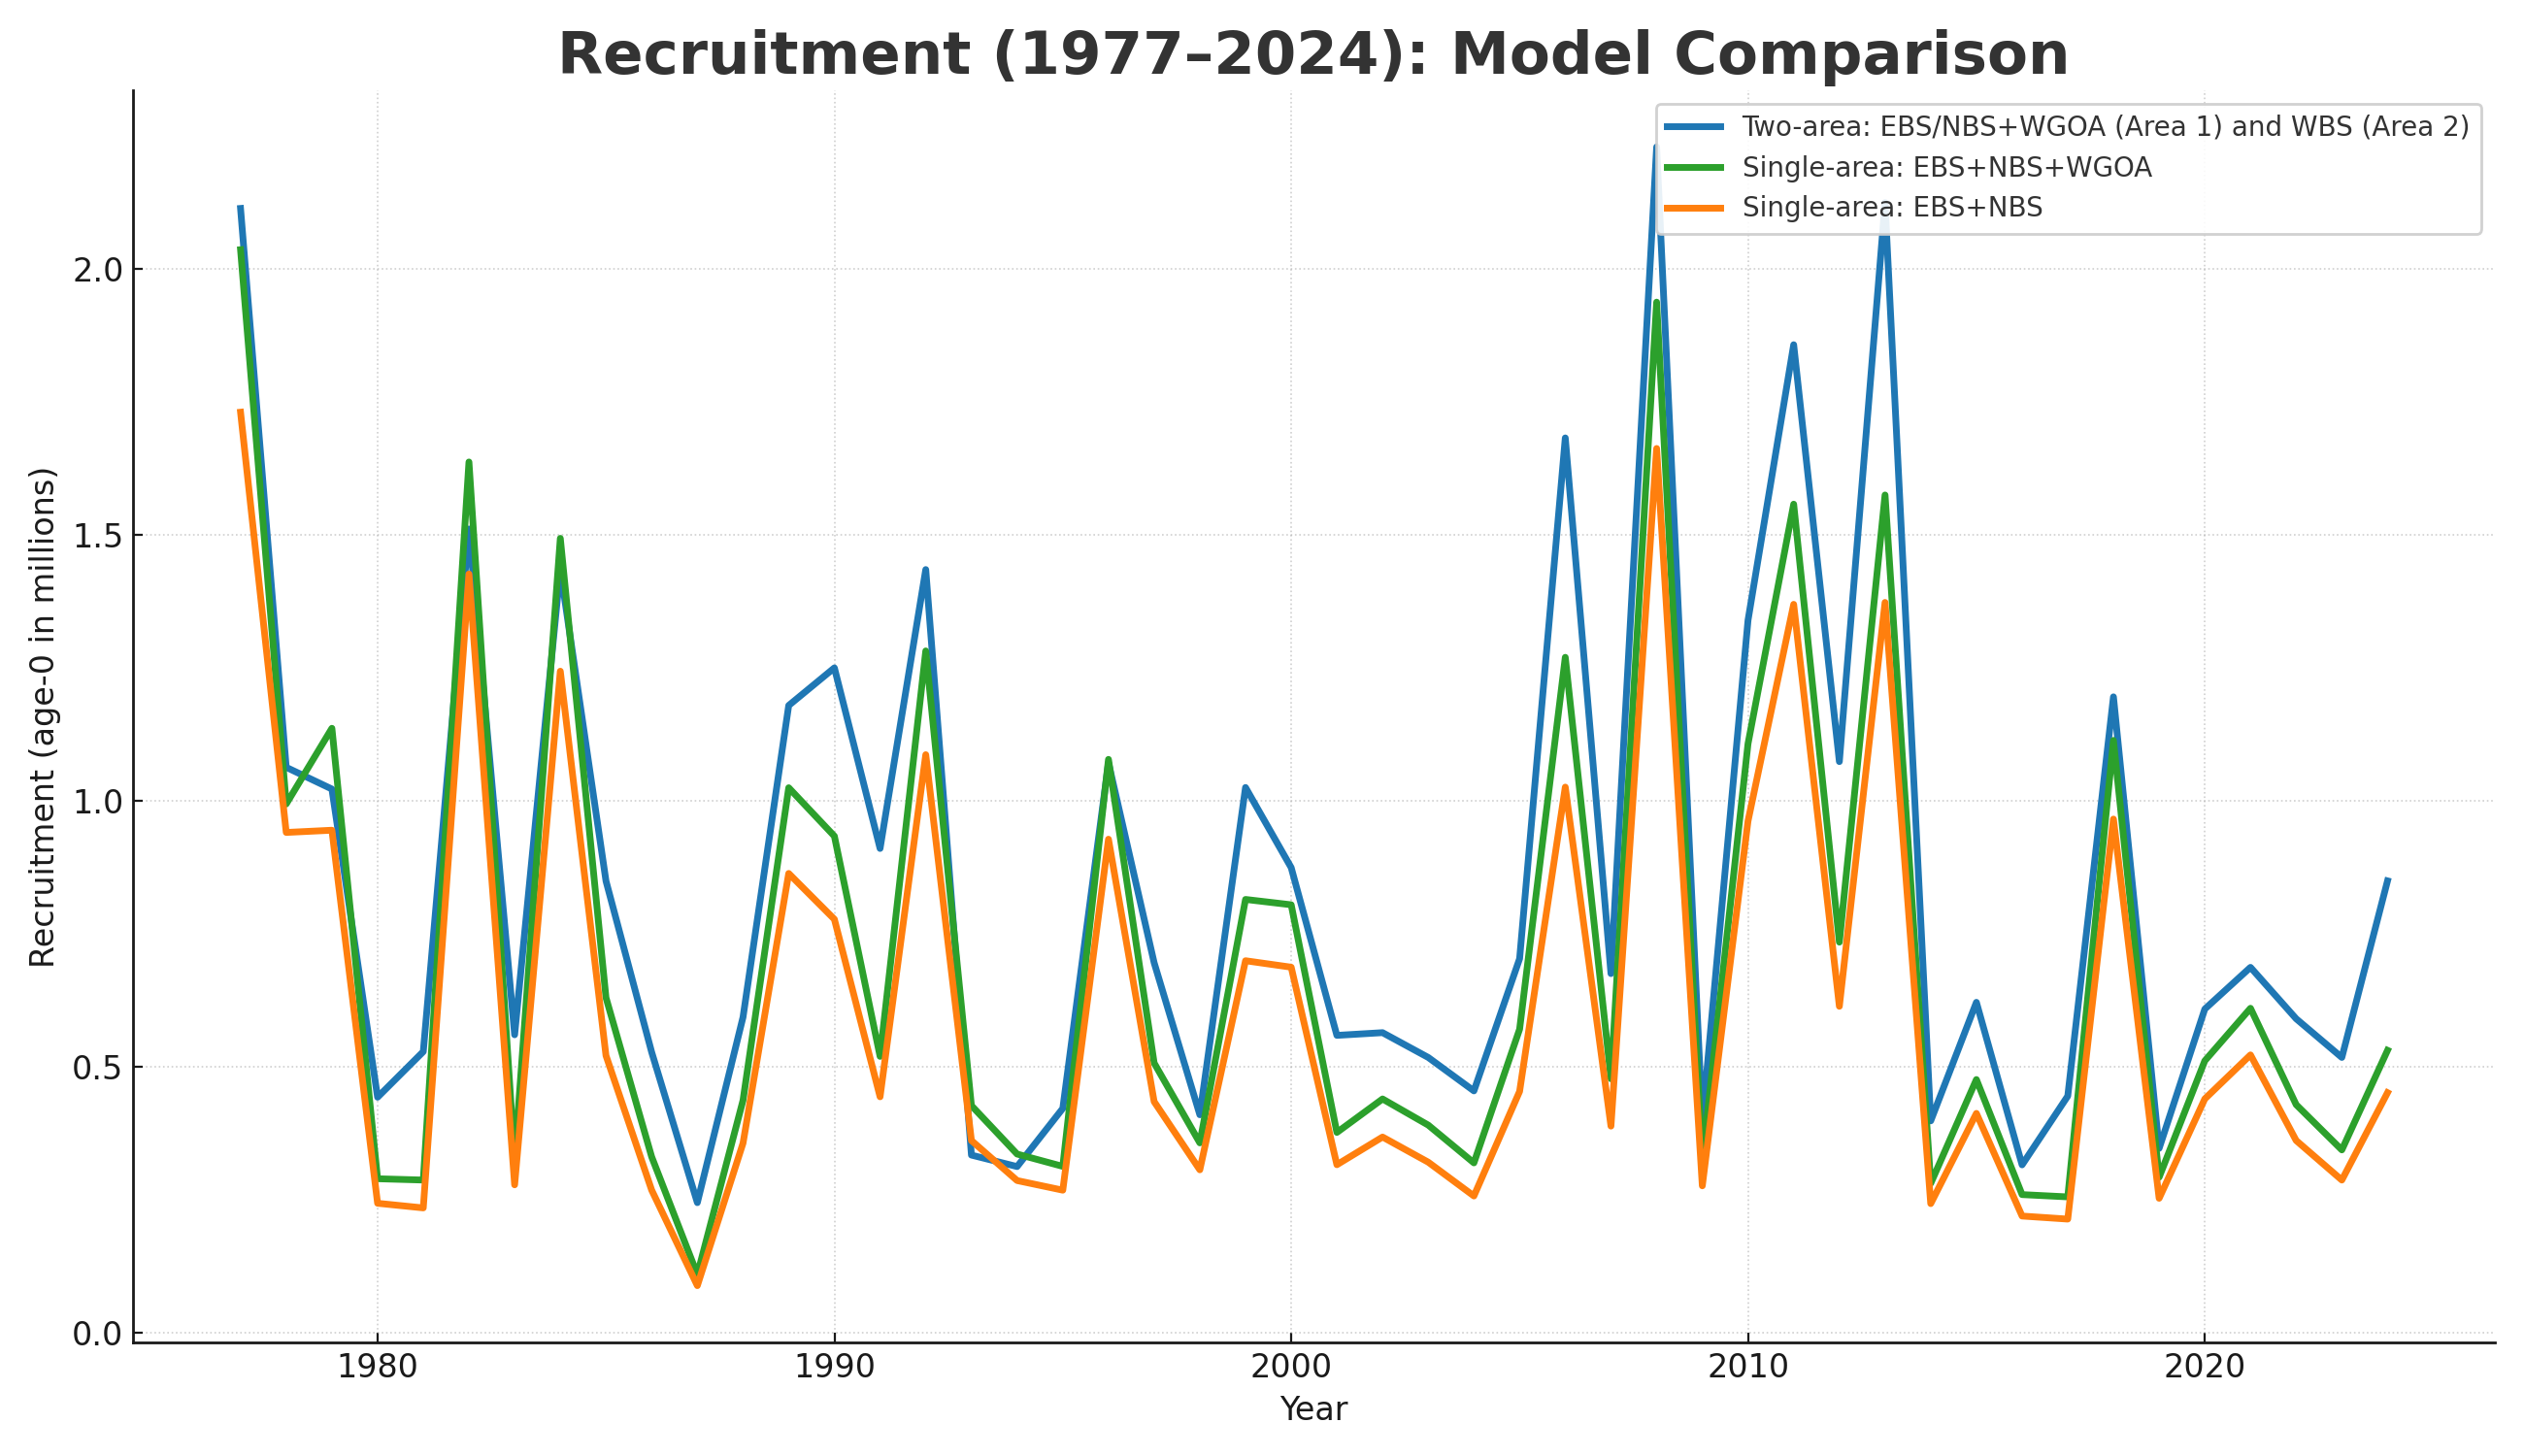 Recruitment (1977–2024): Model Comparison
Two-area: EBS/NBS+WGOA (Area 1) and WBS (Area 2)
Single-area: EBS+NBS+WGOA
Single-area: EBS+NBS
Recruitment (age-0 in millions)
2.0
1.5
1.0
0.5
0.0
1980 1990 2000 2010 2020
Year